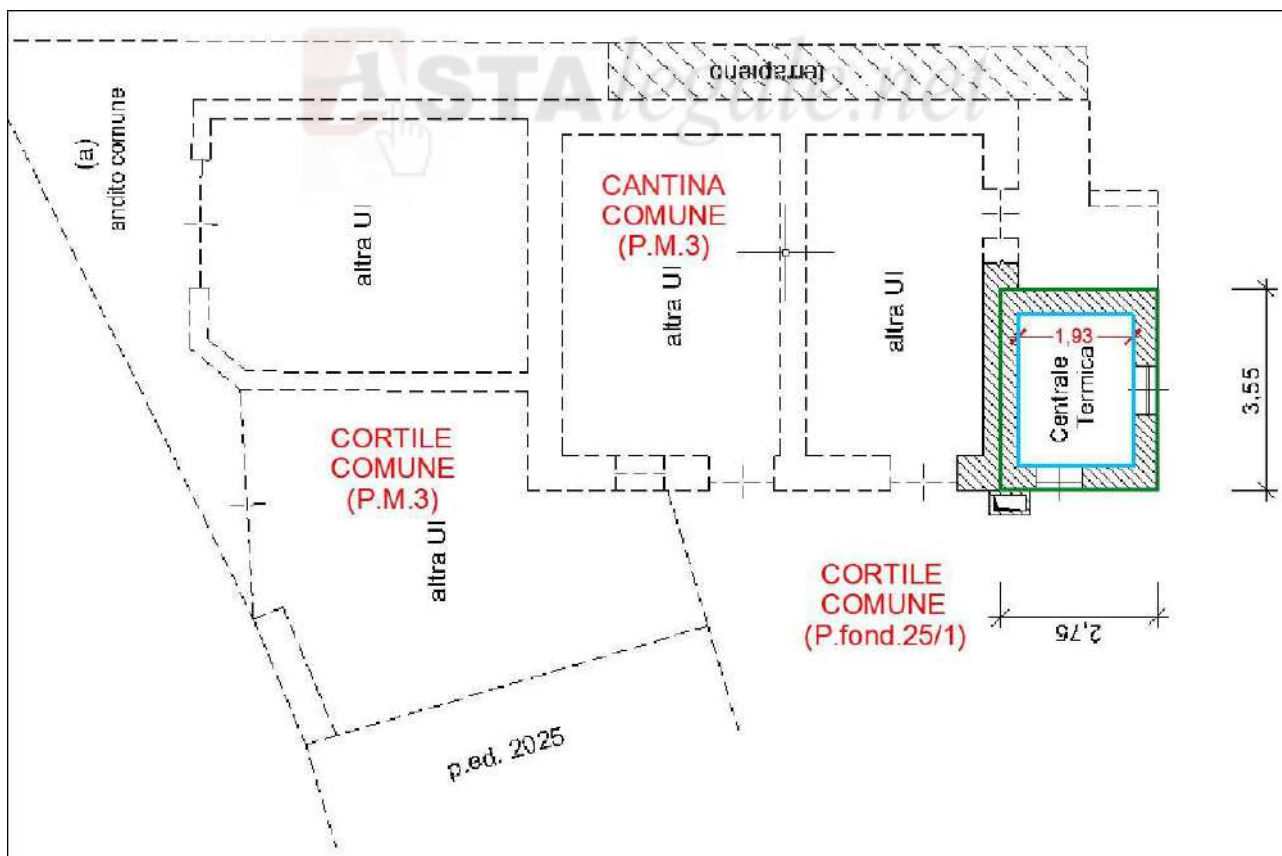 ASTAlegale.net
terrapieno
(a)
andito comune
altra UI
CANTINA
COMUNE
(P.M.3)
altra UI
altra UI
1,93
Centrale
Termica
3,55
CORTILE
COMUNE
(P.M.3)
altra UI
CORTILE
COMUNE
(P.fond.25/1)
2,75
p.ed. 2025